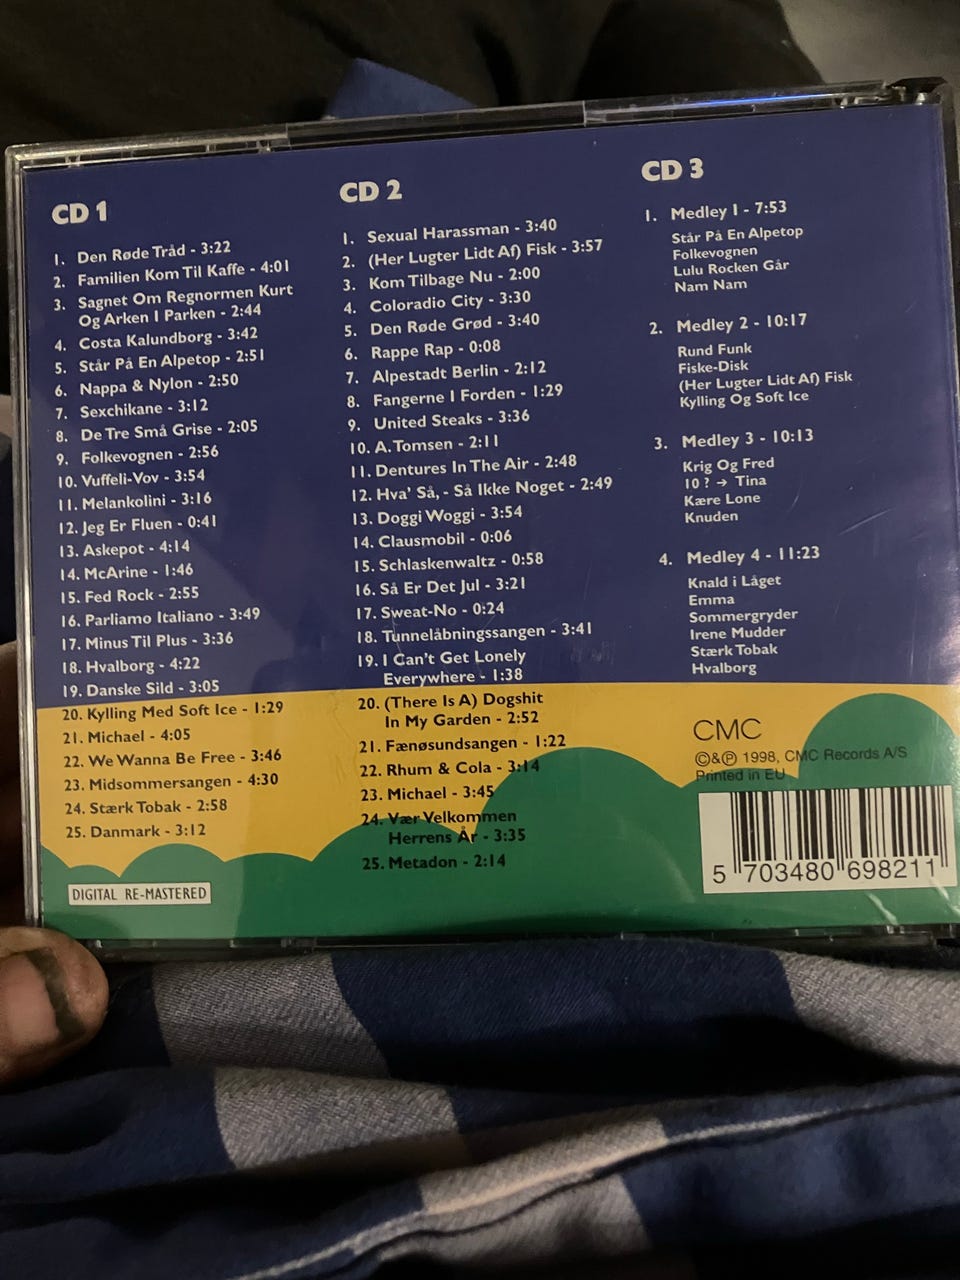 CD 1
1. Den Røde Tråd - 3:22
2. Familien Kom Til Kaffe - 4:01
3. Sagnet Om Regnormen Kurt
Og Arken I Parken - 2:44
4. Costa Kalundborg - 3:42
5. Står På En Alpetop - 2:51
6. Nappa & Nylon - 2:50
7. Sexchikane - 3:12
8. De Tre Små Grise - 2:05
9. Folkevognen - 2:56
10. Vuffeli-Vov - 3:54
11. Melankolini - 3:16
12. Jeg Er Fluen - 0:41
13. Askepot - 4:14
14. McArine - 1:46
15. Fed Rock - 2:55
16. Parliamo Italiano - 3:49
17. Minus Til Plus - 3:36
18. Hvalborg - 4:22
19. Danske Sild - 3:05
20. Kylling Med Soft Ice - 1:29
21. Michael - 4:05
22. We Wanna Be Free - 3:46
23. Midsommersangen - 4:30
24. Stærk Tobak - 2:58
25. Danmark - 3:12
DIGITAL RE-MASTERED
CD 2
1. Sexual Harassman - 3:40
2. (Her Lugter Lidt Af) Fisk - 3:57
3. Kom Tilbage Nu - 2:00
4. Coloradio City - 3:30
5. Den Røde Grød - 3:40
6. Rappe Rap - 0:08
7. Alpestadt Berlin - 2:12
8. Fangerne I Forden - 1:29
9. United Steaks - 3:36
10. A. Tomsen - 2:11
11. Dentures In The Air - 2:48
12. Hva' Så, - Så Ikke Noget - 2:49
13. Doggi Woggi - 3:54
14. Clausmobil - 0:06
15. Schlaskenwaltz - 0:58
16. Så Er Det Jul - 3:21
17. Sweat-No - 0:24
18. Tunnelåbningssangen - 3:41
19. I Can't Get Lonely
Everywhere - 1:38
20. (There Is A) Dogshit
In My Garden - 2:52
21. Fænøsundsangen - 1:22
22. Rhum & Cola - 3:14
23. Michael - 3:45
24. Vær Velkommen
Herrens År - 3:35
25. Metadon - 2:14
CD 3
1. Medley 1 - 7:53
Står På En Alpetop
Folkevognen
Lulu Rocken Går
Nam Nam
2. Medley 2 - 10:17
Rund Funk
Fiske-Disk
(Her Lugter Lidt Af) Fisk
Kylling Og Soft Ice
3. Medley 3 - 10:13
Krig Og Fred
10 ? → Tina
Kære Lone
Knuden
4. Medley 4 - 11:23
Knald i Låget
Emma
Sommergryder
Irene Mudder
Stærk Tobak
Hvalborg
CMC
©&℗ 1998, CMC Records A/S
Printed in EU
5 703480 698211